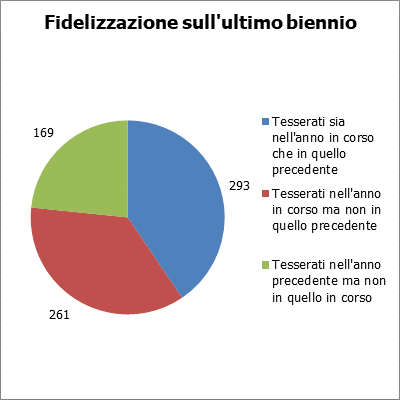 Fidelizzazione sull'ultimo biennio
169
293
261
Tesserati sia
nell'anno in corso
che in quello
precedente
Tesserati nell'anno
in corso ma non in
quello precedente
Tesserati nell'anno
precedente ma non
in quello in corso